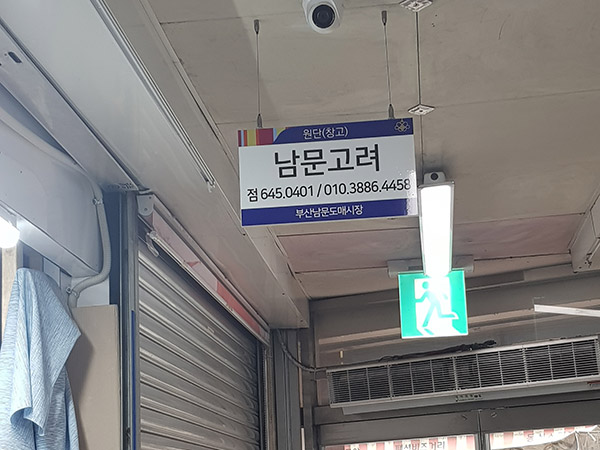 원단(창고)
남문고려
점 645.0401 / 010.3886.4458
부산남문도매시장